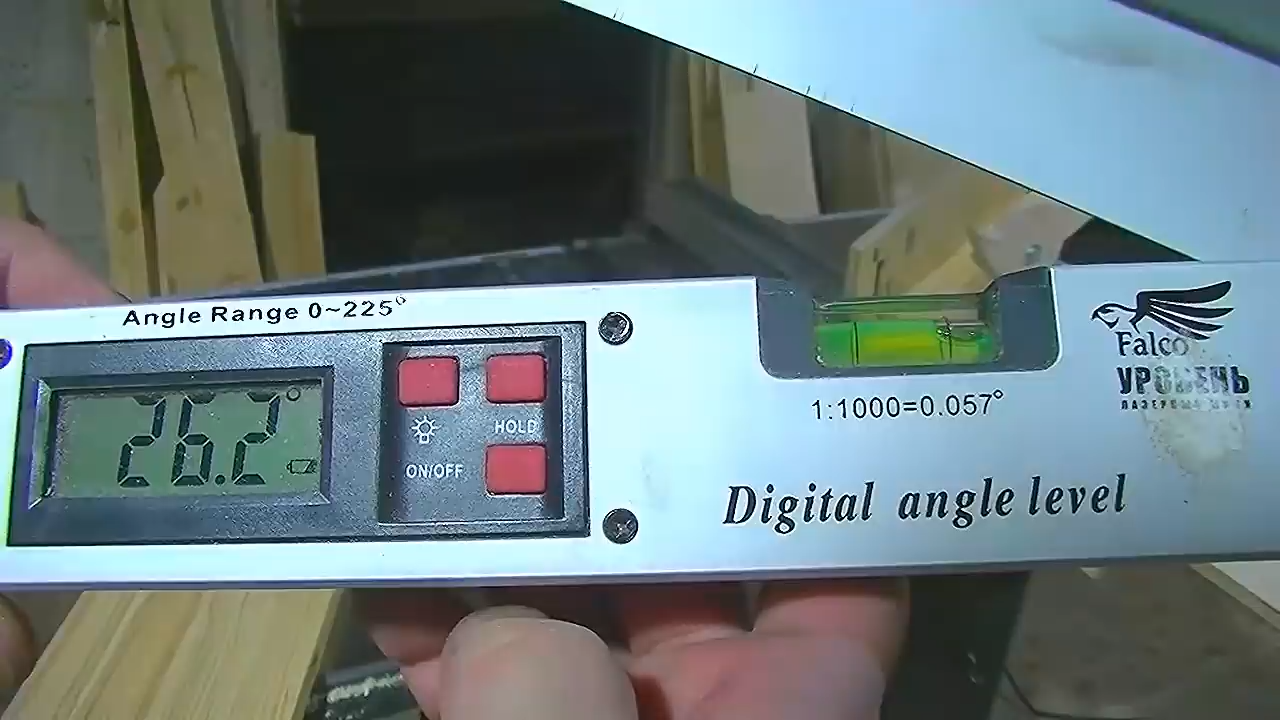 Angle Range 0~225°
26.2°
HOLD
ON/OFF
1:1000=0.057°
Digital angle level
Falco
УРОВЕНЬ